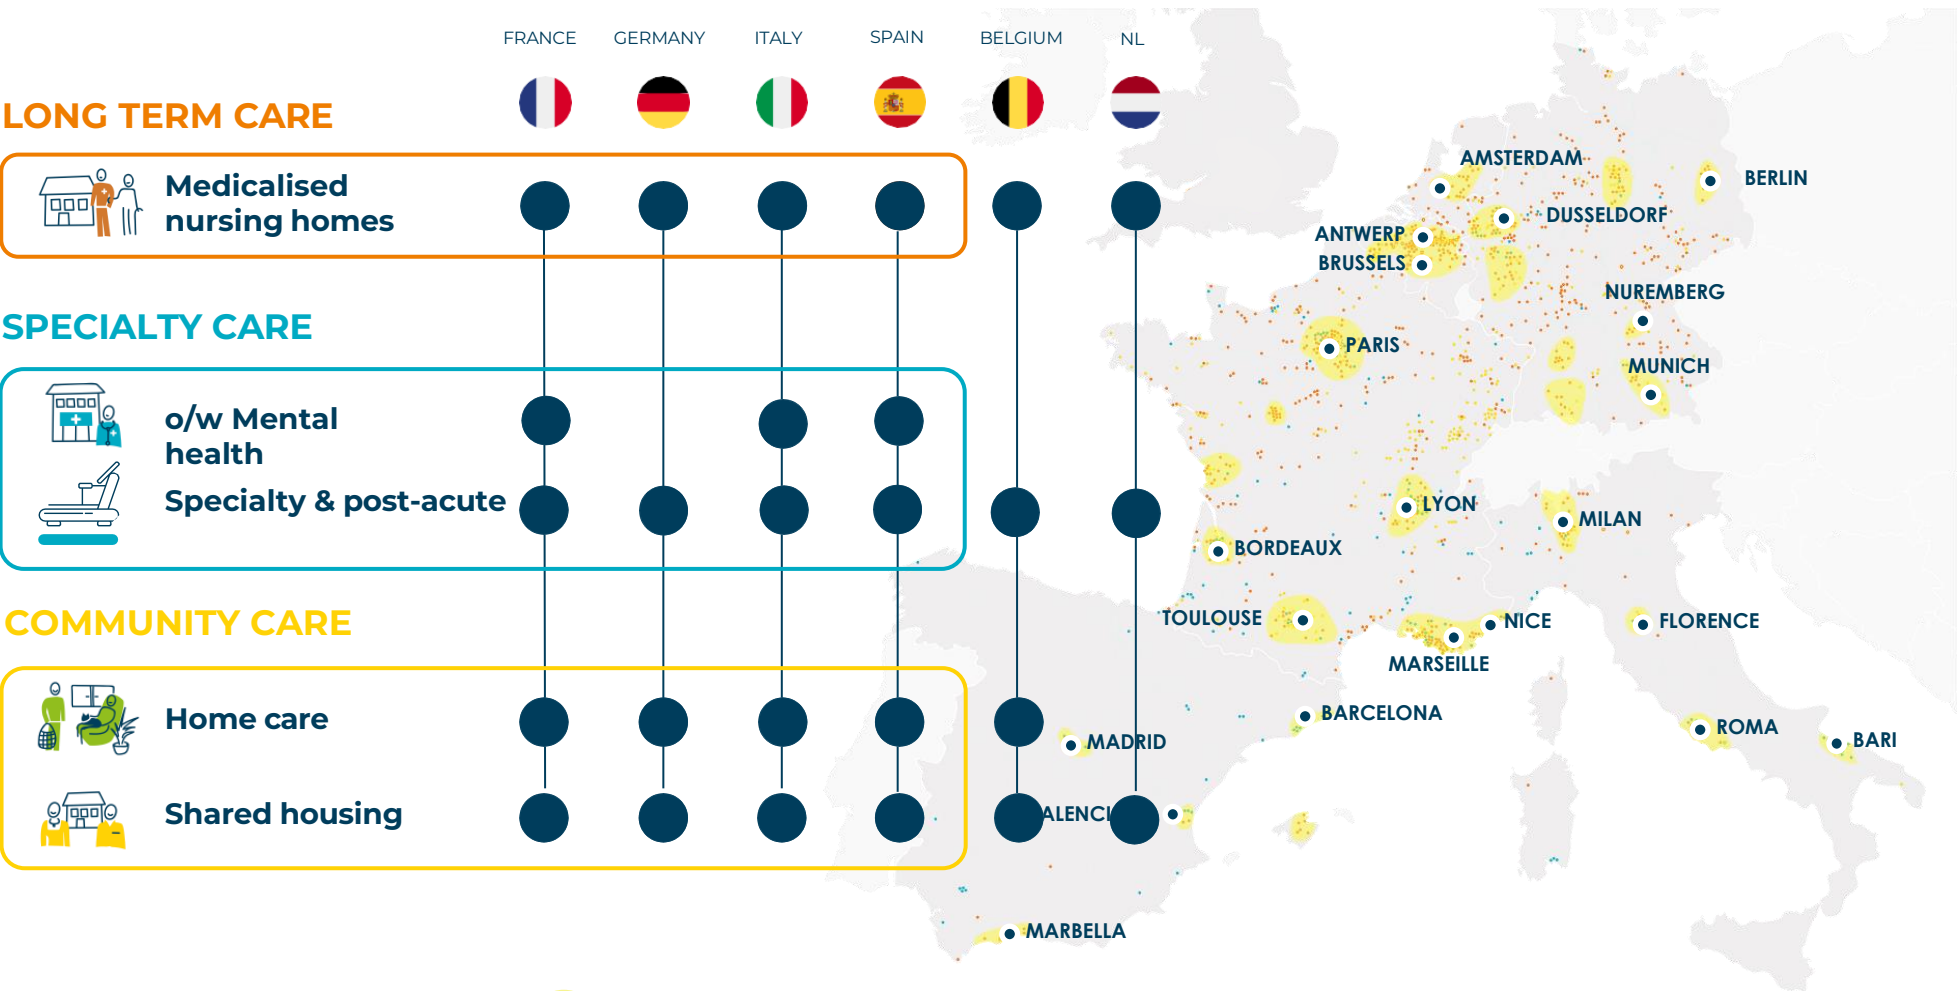 FRANCE GERMANY ITALY SPAIN BELGIUM NL
LONG TERM CARE
Medicalised
nursing homes
SPECIALTY CARE
o/w Mental
health
Specialty & post-acute
COMMUNITY CARE
Home care
Shared housing
AMSTERDAM
BERLIN
DUSSELDORF
ANTWERP
BRUSSELS
NUREMBERG
PARIS
MUNICH
LYON
MILAN
BORDEAUX
TOULOUSE
NICE
FLORENCE
MARSEILLE
BARCELONA
ROMA
BARI
MADRID
ALENCI
MARBELLA